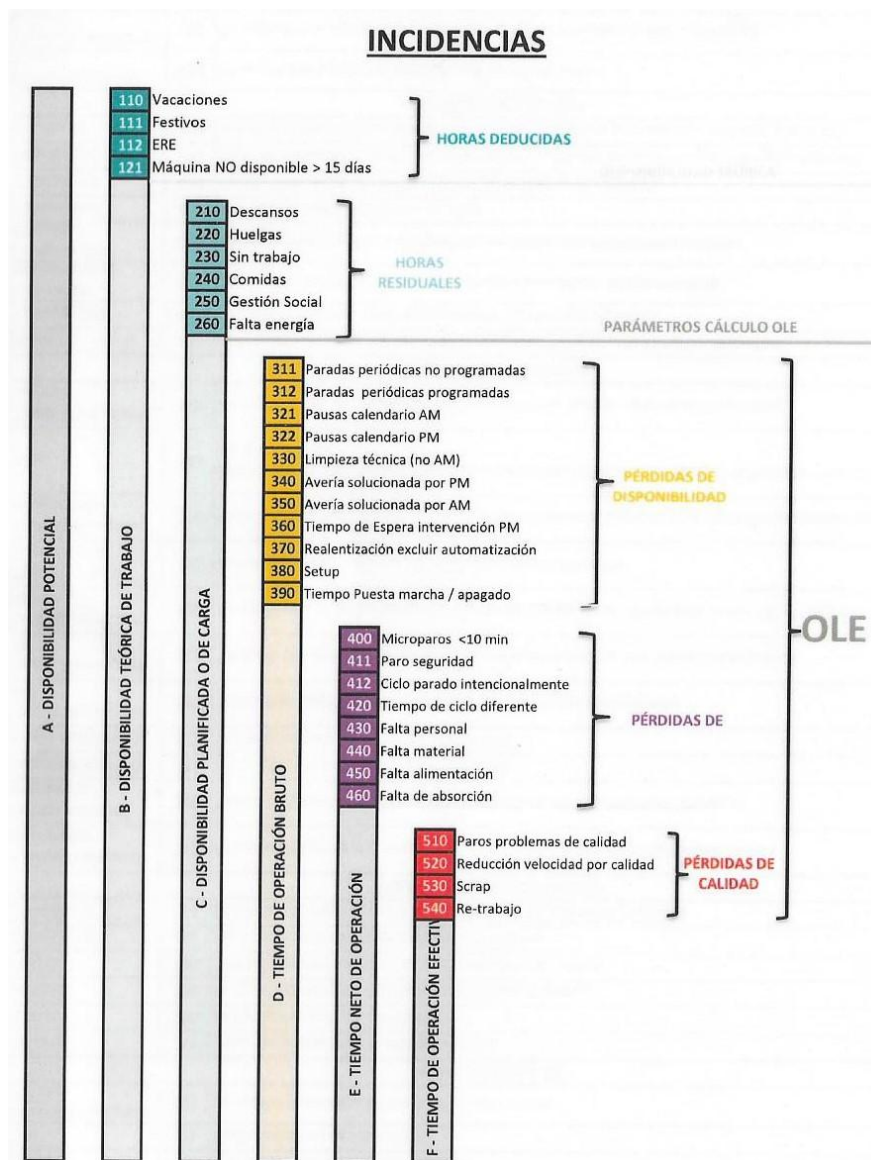 INCIDENCIAS
110 Vacaciones
111 Festivos
112 ERE
121 Máquina NO disponible > 15 días
HORAS DEDUCIDAS
210 Descansos
220 Huelgas
230 Sin trabajo
240 Comidas
250 Gestión Social
260 Falta energía
HORAS
RESIDUALES
PARÁMETROS CÁLCULO OLE
311 Paradas periódicas no programadas
312 Paradas periódicas programadas
321 Pausas calendario AM
322 Pausas calendario PM
330 Limpieza técnica (no AM)
340 Avería solucionada por PM
350 Avería solucionada por AM
360 Tiempo de Espera intervención PM
370 Realentización excluir automatización
380 Setup
390 Tiempo Puesta marcha / apagado
PÉRDIDAS DE
DISPONIBILIDAD
400 Microparos <10 min
411 Paro seguridad
412 Ciclo parado intencionalmente
420 Tiempo de ciclo diferente
430 Falta personal
440 Falta material
450 Falta alimentación
460 Falta de absorción
PÉRDIDAS DE
510 Paros problemas de calidad
520 Reducción velocidad por calidad
530 Scrap
540 Re-trabajo
PÉRDIDAS DE
CALIDAD
OLE
A - DISPONIBILIDAD POTENCIAL
B - DISPONIBILIDAD TEÓRICA DE TRABAJO
C - DISPONIBILIDAD PLANIFICADA O DE CARGA
D - TIEMPO DE OPERACIÓN BRUTO
E - TIEMPO NETO DE OPERACIÓN
F - TIEMPO DE OPERACIÓN EFECTIV